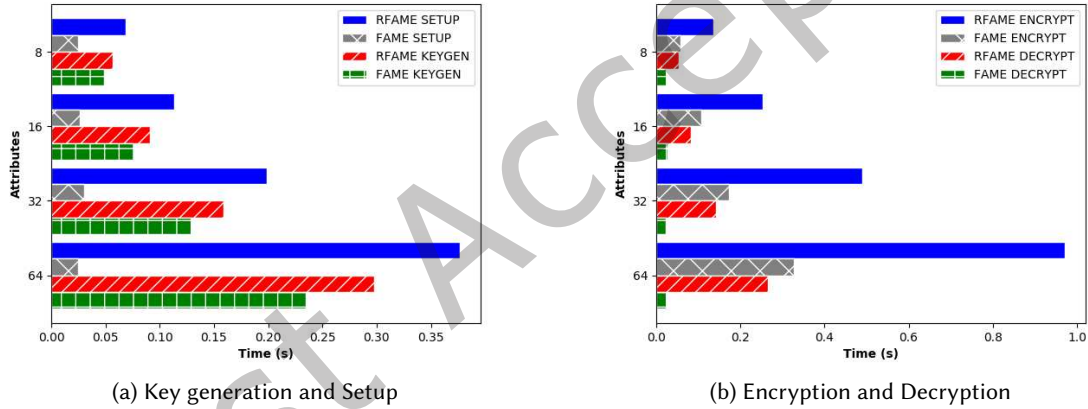 RFAME SETUP
FAME SETUP
RFAME KEYGEN
FAME KEYGEN
8
16
32
64
Attributes
0.00 0.05 0.10 0.15 0.20 0.25 0.30 0.35
Time (s)
(a) Key generation and Setup
RFAME ENCRYPT
FAME ENCRYPT
RFAME DECRYPT
FAME DECRYPT
8
16
32
64
Attributes
0.0 0.2 0.4 0.6 0.8 1.0
Time (s)
(b) Encryption and Decryption